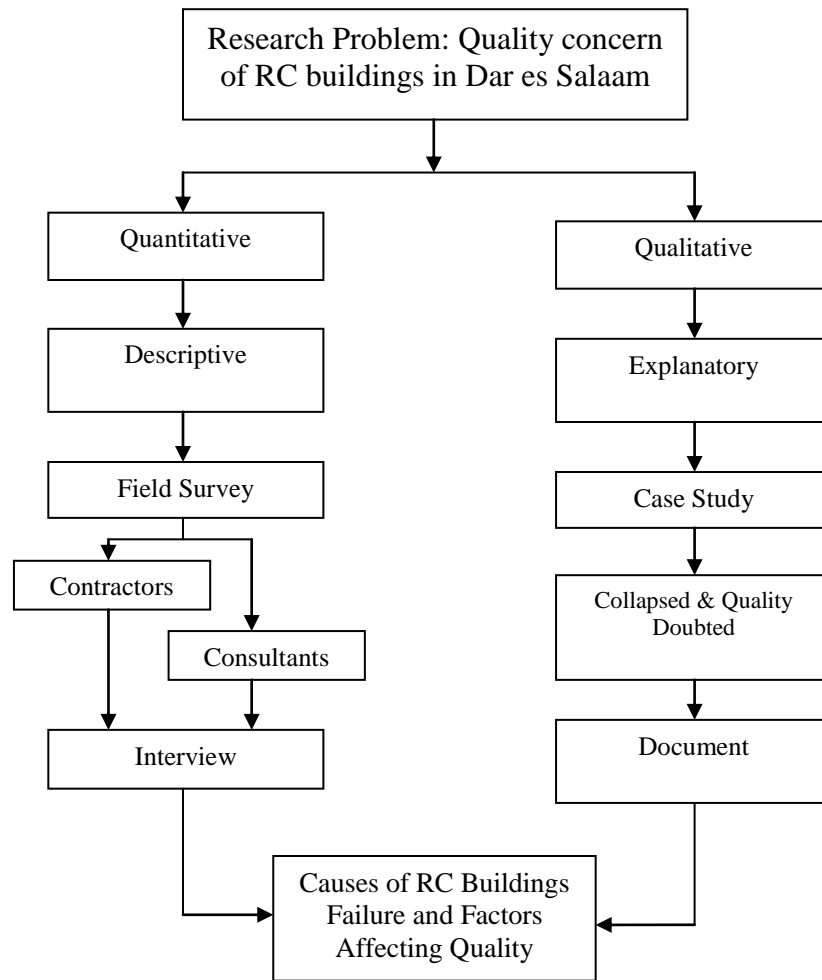 Research Problem: Quality concern
of RC buildings in Dar es Salaam
Quantitative
Qualitative
Descriptive
Explanatory
Field Survey
Case Study
Contractors
Collapsed & Quality
Doubted
Consultants
Interview
Document
Causes of RC Buildings
Failure and Factors
Affecting Quality